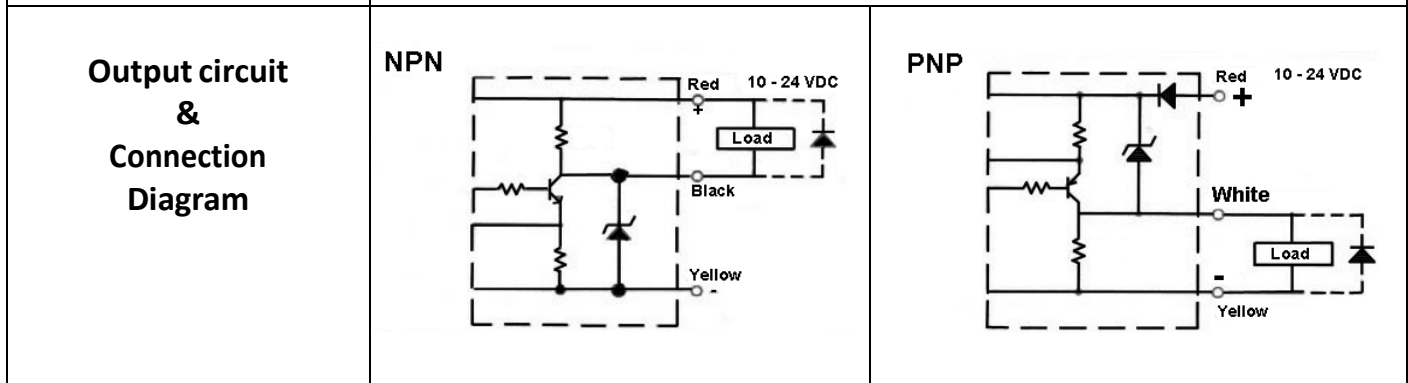 Output circuit
&
Connection
Diagram
NPN
Red
10 - 24 VDC
+
Load
Black
Yellow
-
PNP
Red
10 - 24 VDC
+
White
Load
-
Yellow